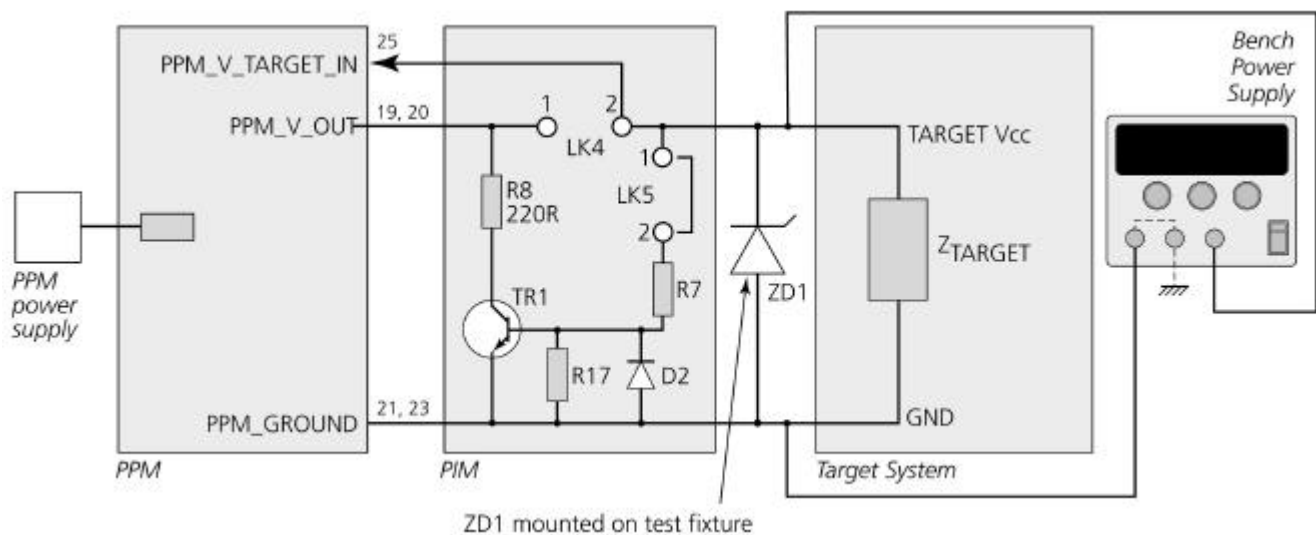 25
PPM_V_TARGET_IN
19, 20
PPM_V_OUT
1
2
LK4
1
LK5
2
R8
220R
R7
TR1
R17
D2
ZD1
TARGET Vcc
ZTARGET
GND
Bench
Power
Supply
PPM
power
supply
21, 23
PPM_GROUND
PPM
PIM
Target System
ZD1 mounted on test fixture